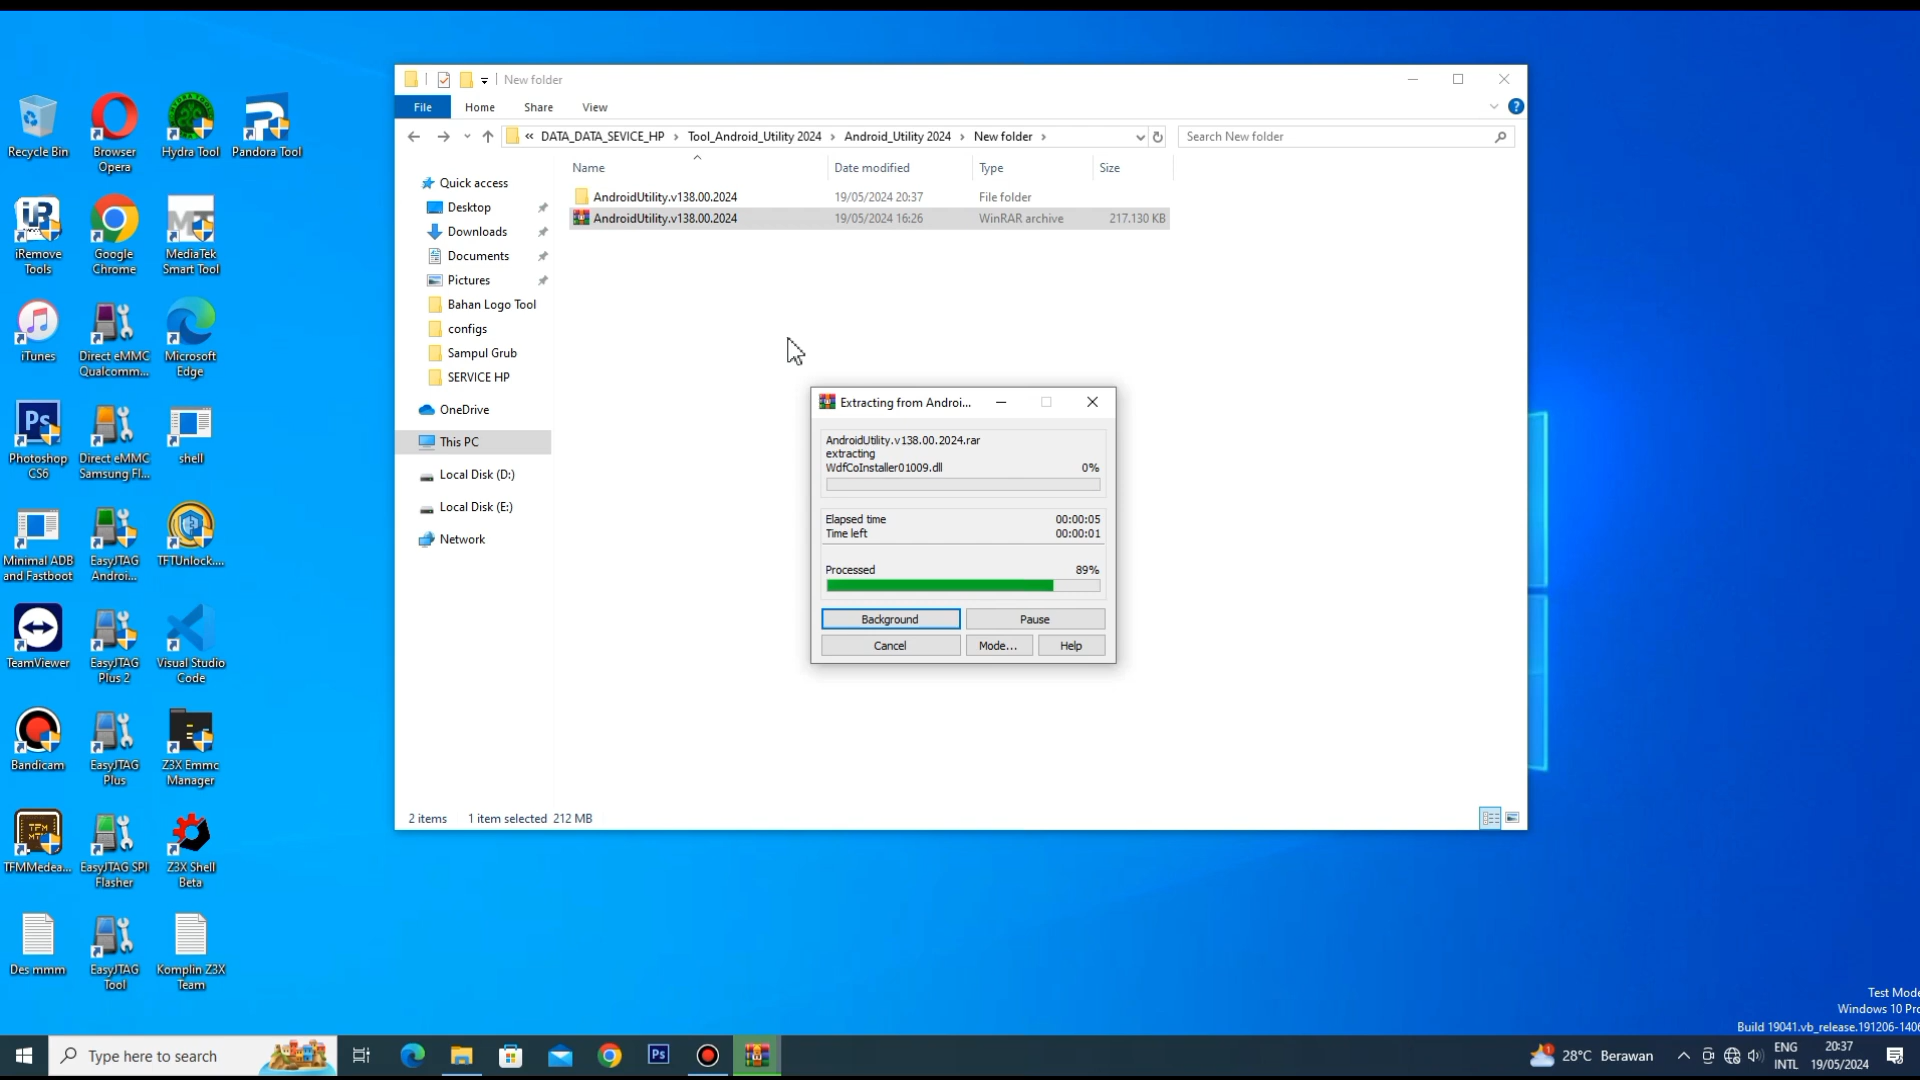 Recycle Bin
Browser
Opera
Hydra Tool
Pandora Tool
iRemove
Tools
Google
Chrome
MediaTek
Smart Tool
iTunes
Direct eMMC
Qualcomm...
Microsoft
Edge
Ps
Photoshop
CS6
Direct eMMC
Samsung Fl...
shell
Minimal ADB
and Fastboot
EasyJTAG
Androi...
TFTUnlock....
TeamViewer
EasyJTAG
Plus 2
Visual Studio
Code
Bandicam
EasyJTAG
Plus
Z3X Emmc
Manager
TFMMedea...
EasyJTAG SPI
Flasher
Z3X Shell
Beta
Des mmm
EasyJTAG
Tool
Komplin Z3X
Team
New folder
File Home Share View
« DATA_DATA_SEVICE_HP › Tool_Android_Utility 2024 › Android_Utility 2024 › New folder ›
Search New folder
Name Date modified Type Size
AndroidUtility.v138.00.2024 19/05/2024 20:37 File folder
AndroidUtility.v138.00.2024 19/05/2024 16:26 WinRAR archive 217.130 KB
Quick access
Desktop
Downloads
Documents
Pictures
Bahan Logo Tool
configs
Sampul Grub
SERVICE HP
OneDrive
This PC
Local Disk (D:)
Local Disk (E:)
Network
Extracting from Androi...
AndroidUtility.v138.00.2024.rar
extracting
WdfCoInstaller01009.dll 0%
Elapsed time 00:00:05
Time left 00:00:01
Processed 89%
Background Pause
Cancel Mode... Help
2 items 1 item selected 212 MB
Test Mode
Windows 10 Pro
Build 19041.vb_release.191206-1406
Type here to search
Ps
28°C Berawan
ENG
INTL
20:37
19/05/2024